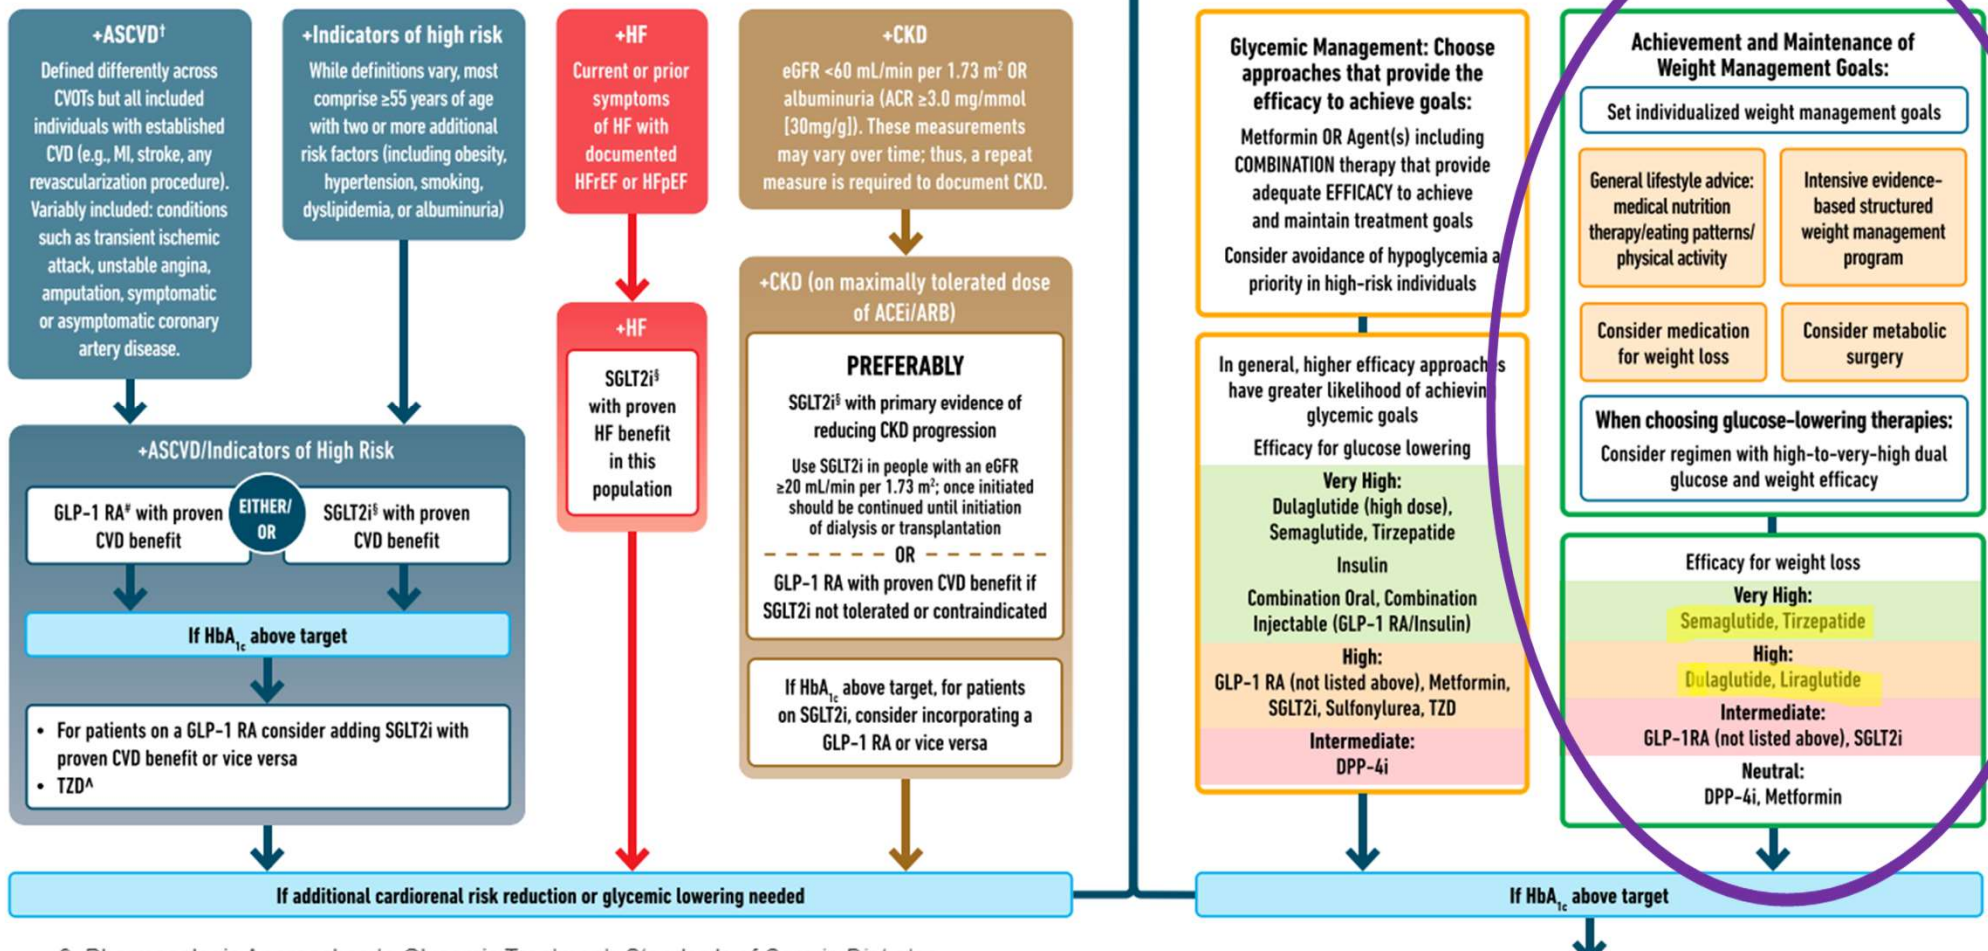 +ASCVD†
Defined differently across
CVOTs but all included
individuals with established
CVD (e.g., MI, stroke, any
revascularization procedure).
Variably included: conditions
such as transient ischemic
attack, unstable angina,
amputation, symptomatic
or asymptomatic coronary
artery disease.
+Indicators of high risk
While definitions vary, most
comprise ≥55 years of age
with two or more additional
risk factors (including obesity,
hypertension, smoking,
dyslipidemia, or albuminuria)
+ASCVD/Indicators of High Risk
GLP-1 RA# with proven
CVD benefit
EITHER/
OR
SGLT2i§ with proven
CVD benefit
If HbA1c above target
• For patients on a GLP-1 RA consider adding SGLT2i with
proven CVD benefit or vice versa
• TZD^
+HF
Current or prior
symptoms
of HF with
documented
HFrEF or HFpEF
+HF
SGLT2i§
with proven
HF benefit
in this
population
+CKD
eGFR <60 mL/min per 1.73 m² OR
albuminuria (ACR ≥3.0 mg/mmol
[30mg/g]). These measurements
may vary over time; thus, a repeat
measure is required to document CKD.
+CKD (on maximally tolerated dose
of ACEi/ARB)
PREFERABLY
SGLT2i§ with primary evidence of
reducing CKD progression
Use SGLT2i in people with an eGFR
≥20 mL/min per 1.73 m²; once initiated
should be continued until initiation
of dialysis or transplantation
OR
GLP-1 RA with proven CVD benefit if
SGLT2i not tolerated or contraindicated
If HbA1c above target, for patients
on SGLT2i, consider incorporating a
GLP-1 RA or vice versa
If additional cardiorenal risk reduction or glycemic lowering needed
Glycemic Management: Choose
approaches that provide the
efficacy to achieve goals:
Metformin OR Agent(s) including
COMBINATION therapy that provide
adequate EFFICACY to achieve
and maintain treatment goals
Consider avoidance of hypoglycemia a
priority in high-risk individuals
In general, higher efficacy approaches
have greater likelihood of achieving
glycemic goals
Efficacy for glucose lowering
Very High:
Dulaglutide (high dose),
Semaglutide, Tirzepatide
Insulin
Combination Oral, Combination
Injectable (GLP-1 RA/Insulin)
High:
GLP-1 RA (not listed above), Metformin,
SGLT2i, Sulfonylurea, TZD
Intermediate:
DPP-4i
Achievement and Maintenance of
Weight Management Goals:
Set individualized weight management goals
General lifestyle advice:
medical nutrition
therapy/eating patterns/
physical activity
Intensive evidence-
based structured
weight management
program
Consider medication
for weight loss
Consider metabolic
surgery
When choosing glucose-lowering therapies:
Consider regimen with high-to-very-high dual
glucose and weight efficacy
Efficacy for weight loss
Very High:
Semaglutide, Tirzepatide
High:
Dulaglutide, Liraglutide
Intermediate:
GLP-1RA (not listed above), SGLT2i
Neutral:
DPP-4i, Metformin
If HbA1c above target